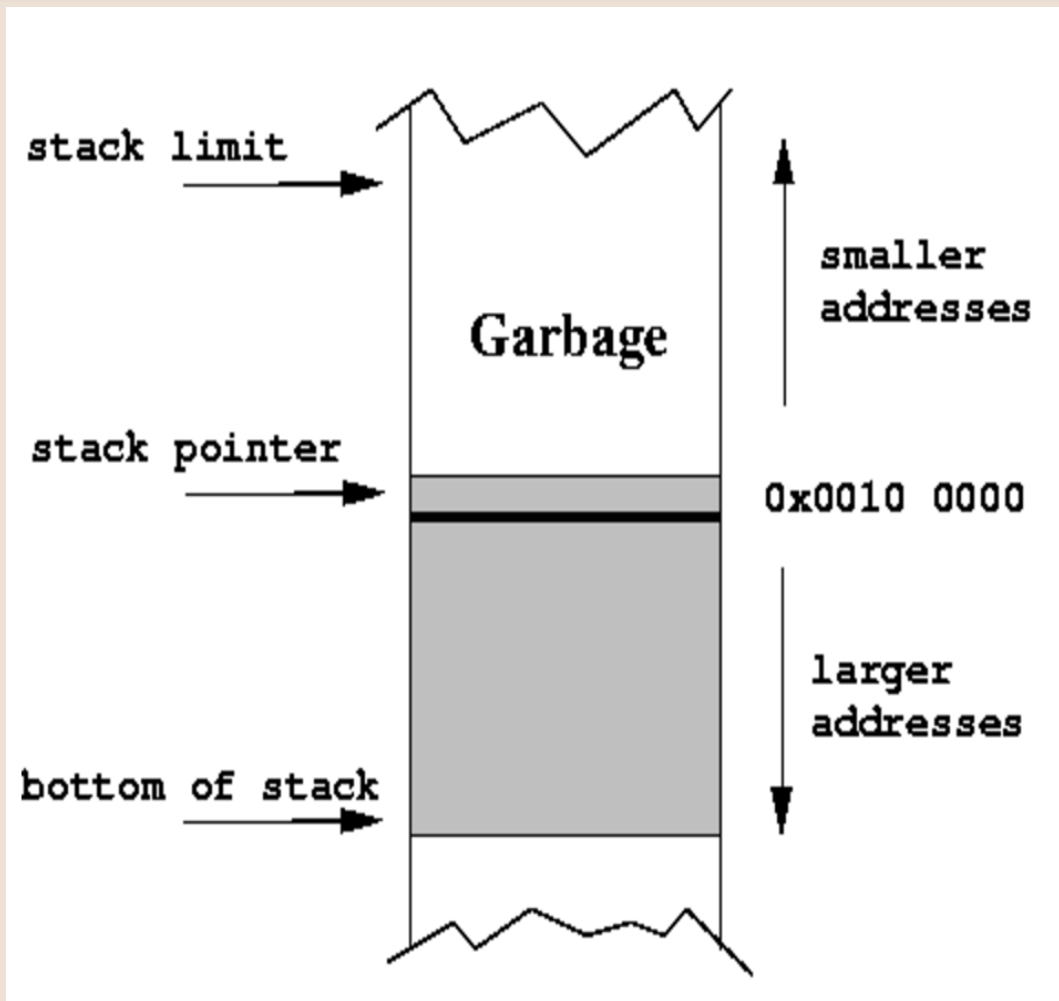 stack limit
smaller
addresses
Garbage
stack pointer
0x0010 0000
larger
addresses
bottom of stack